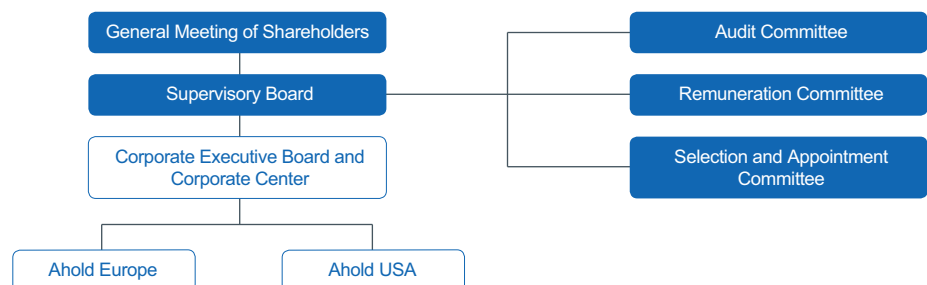 General Meeting of Shareholders
Supervisory Board
Corporate Executive Board and
Corporate Center
Ahold Europe
Ahold USA
Audit Committee
Remuneration Committee
Selection and Appointment
Committee